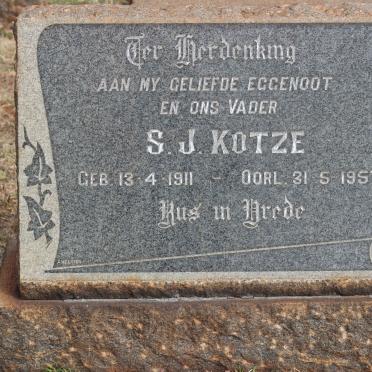 Ter Herdenking
AAN MY GELIEFDE EGGENOOT
EN ONS VADER
S. J. KOTZE
GEB. 13-4-1911 - OORL. 31-5-195
Rus in Vrede